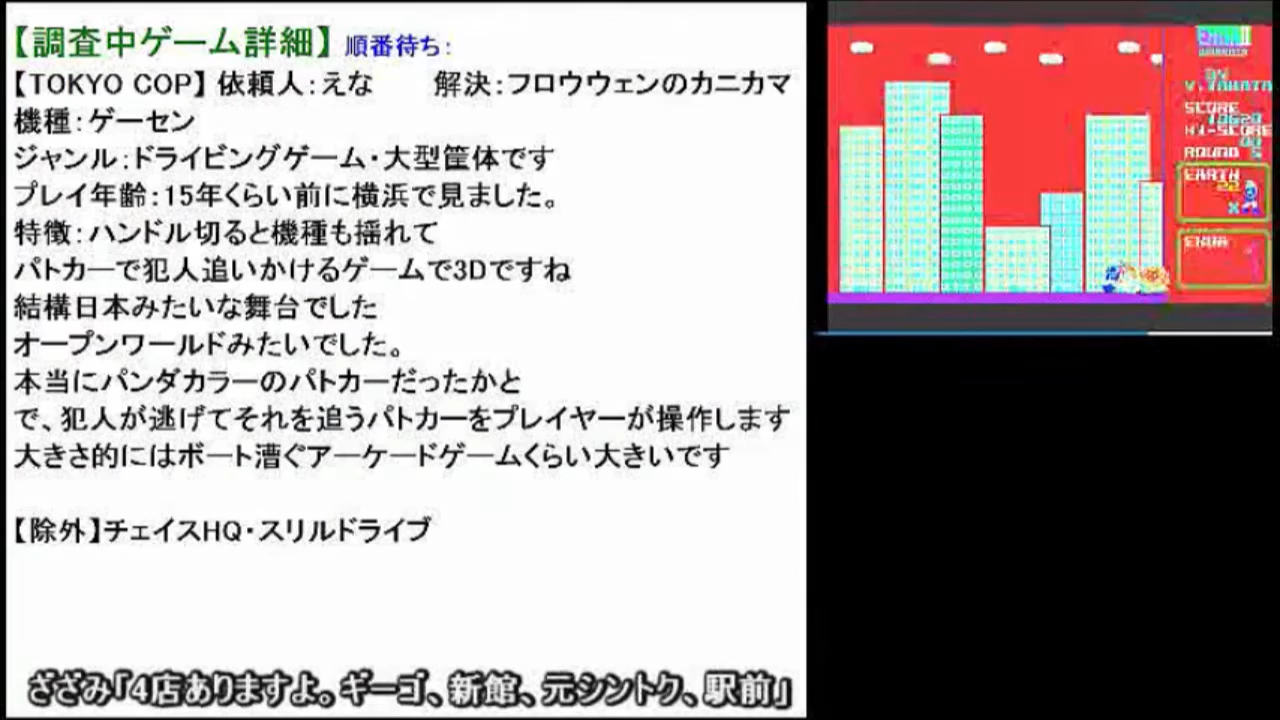 【調査中ゲーム詳細】 順番待ち：
【TOKYO COP】 依頼人：えな 解決：フロウウェンのカニカマ
機種：ゲーセン
ジャンル：ドライビングゲーム・大型筐体です
プレイ年齢：15年くらい前に横浜で見ました。
特徴：ハンドル切ると機種も揺れて
パトカーで犯人追いかけるゲームで3Dですね
結構日本みたいな舞台でした
オープンワールドみたいでした。
本当にパンダカラーのパトカーだったかと
で、犯人が逃げてそれを追うパトカーをプレイヤーが操作します
大きさ的にはボート漕ぐアーケードゲームくらい大きいです
【除外】チェイスHQ・スリルドライブ
ざざみ「4店ありますよ。ギーゴ、新館、元シントク、駅前」
SCORE
HI-SCORE
ROUND 5
EARTH
22